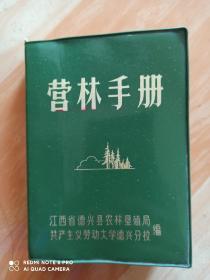 营林手册
江西省德兴县农林垦殖局
共产主义劳动大学德兴分校
编
REDMI NOTE 8 PRO
AI QUAD CAMERA